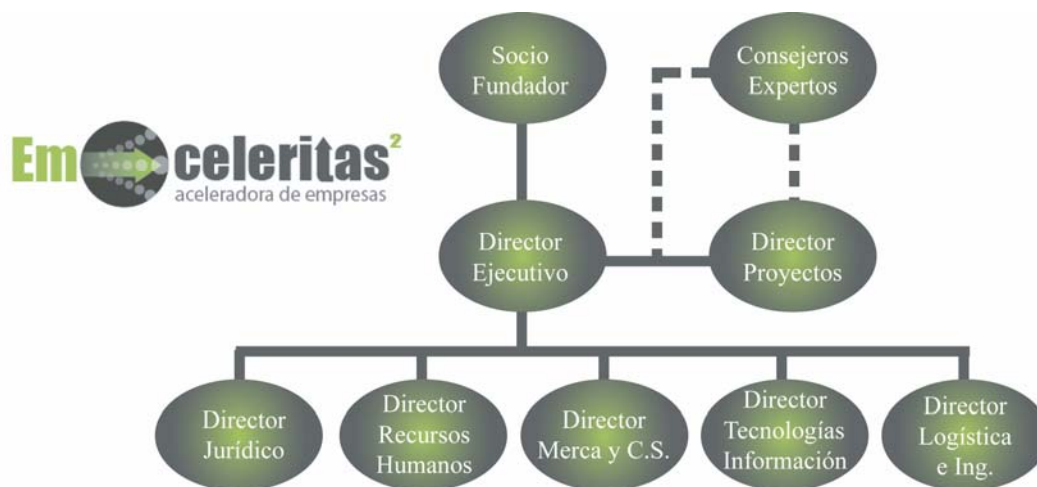 Socio
Fundador
Consejeros
Expertos
Em celeritas²
aceleradora de empresas
Director
Ejecutivo
Director
Proyectos
Director
Jurídico
Director
Recursos
Humanos
Director
Merca y C.S.
Director
Tecnologías
Información
Director
Logística
e Ing.